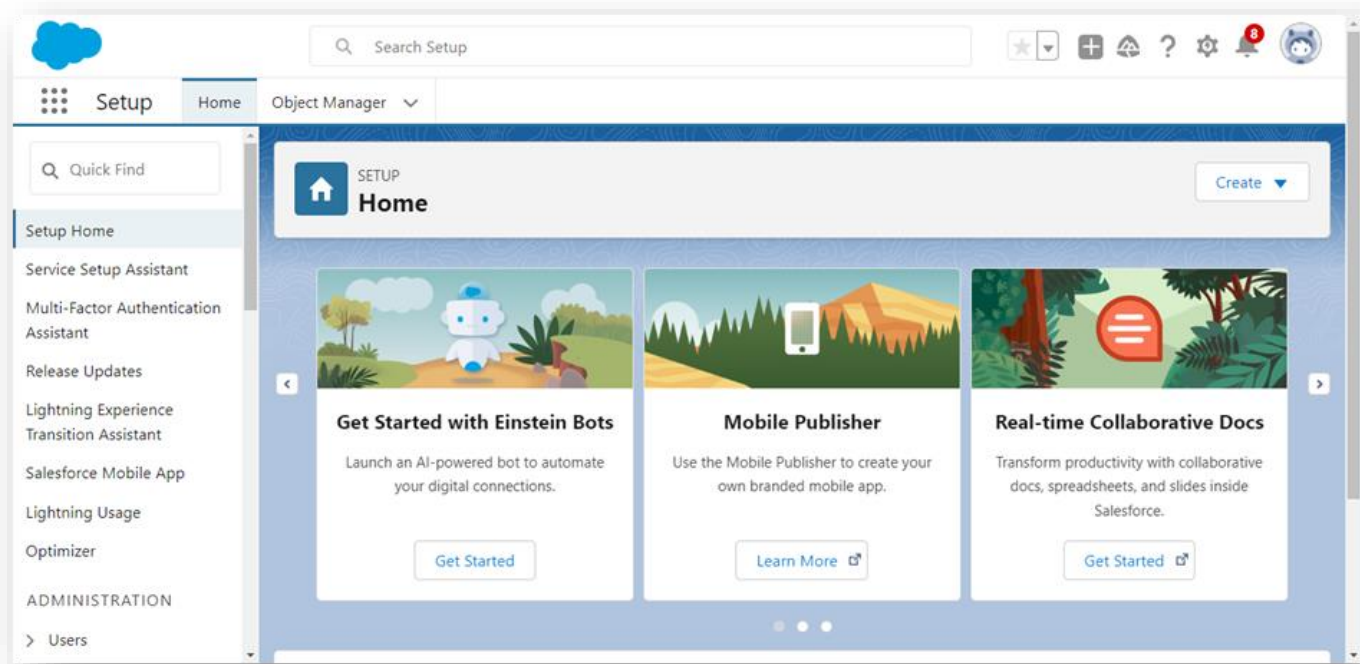 Search Setup
8
Setup
Home
Object Manager
Quick Find
Setup Home
Service Setup Assistant
Multi-Factor Authentication
Assistant
Release Updates
Lightning Experience
Transition Assistant
Salesforce Mobile App
Lightning Usage
Optimizer
ADMINISTRATION
Users
SETUP
Home
Create
Get Started with Einstein Bots
Launch an AI-powered bot to automate
your digital connections.
Get Started
Mobile Publisher
Use the Mobile Publisher to create your
own branded mobile app.
Learn More
Real-time Collaborative Docs
Transform productivity with collaborative
docs, spreadsheets, and slides inside
Salesforce.
Get Started